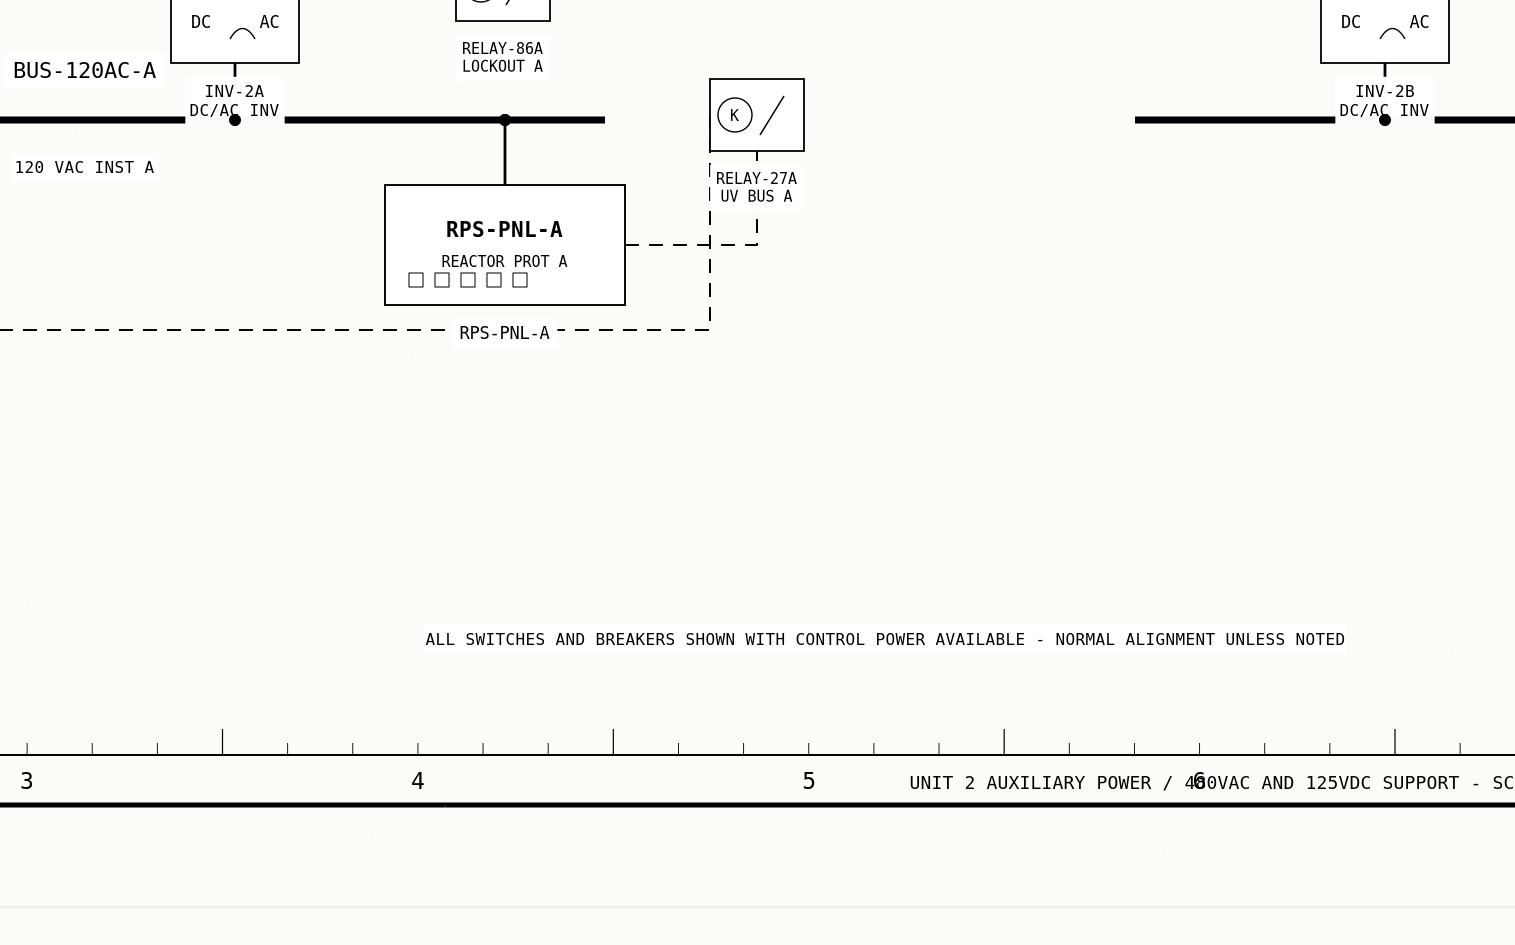 DC AC
RELAY-86A
LOCKOUT A
DC AC
BUS-120AC-A
INV-2A
DC/AC INV
K
INV-2B
DC/AC INV
120 VAC INST A
RELAY-27A
UV BUS A
RPS-PNL-A
REACTOR PROT A
RPS-PNL-A
ALL SWITCHES AND BREAKERS SHOWN WITH CONTROL POWER AVAILABLE - NORMAL ALIGNMENT UNLESS NOTED
3 4 5 6
UNIT 2 AUXILIARY POWER / 480VAC AND 125VDC SUPPORT - SC